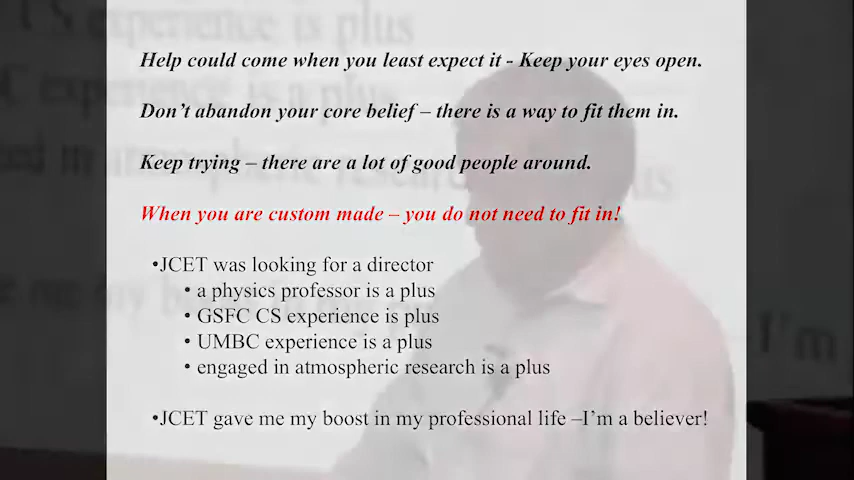 Help could come when you least expect it - Keep your eyes open.
Don't abandon your core belief – there is a way to fit them in.
Keep trying – there are a lot of good people around.
When you are custom made – you do not need to fit in!
•JCET was looking for a director
• a physics professor is a plus
• GSFC CS experience is plus
• UMBC experience is a plus
• engaged in atmospheric research is a plus
•JCET gave me my boost in my professional life –I'm a believer!